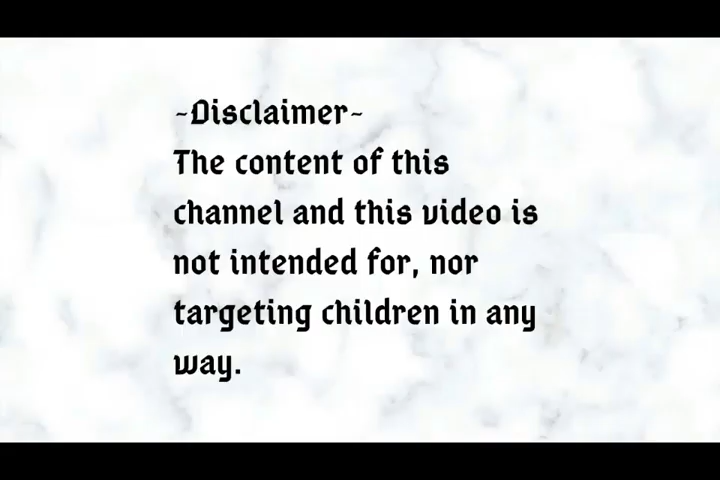 ~Disclaimer~
The content of this
channel and this video is
not intended for, nor
targeting children in any
way.